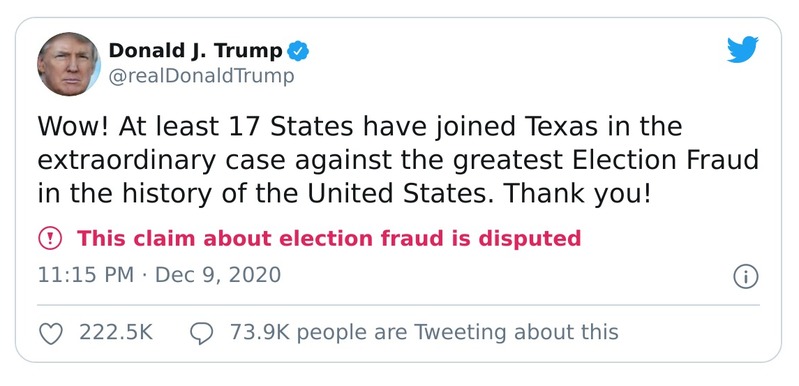 Donald J. Trump
@realDonaldTrump
Wow! At least 17 States have joined Texas in the
extraordinary case against the greatest Election Fraud
in the history of the United States. Thank you!
This claim about election fraud is disputed
11:15 PM · Dec 9, 2020
222.5K 73.9K people are Tweeting about this